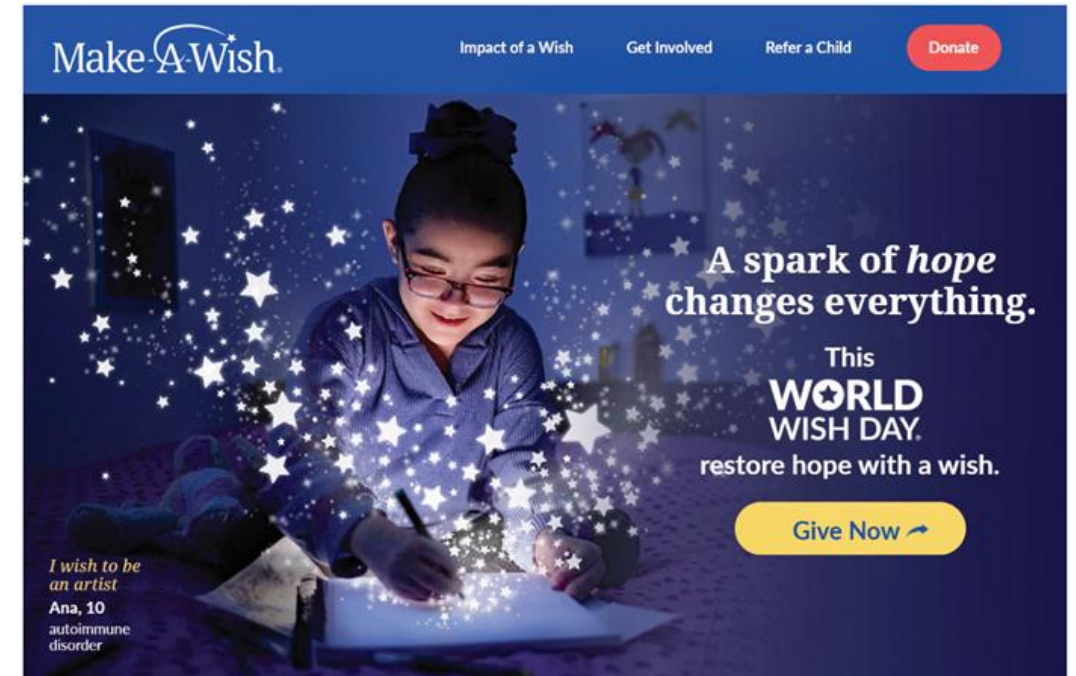 Make-A-Wish.
Impact of a Wish
Get Involved
Refer a Child
Donate
A spark of hope
changes everything.
This
WORLD
WISH DAY®
restore hope with a wish.
Give Now
I wish to be
an artist
Ana, 10
autoimmune
disorder